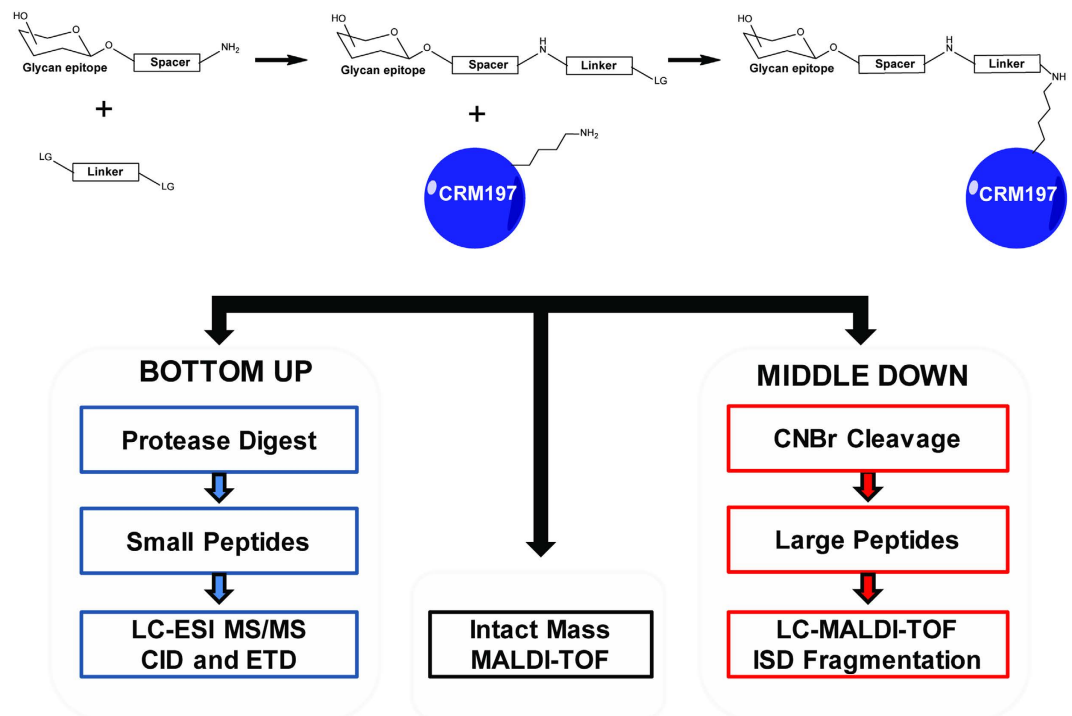 HO
O
O
NH2
Spacer
Glycan epitope
+
LG
Linker
LG
HO
O
O
H
N
Spacer
Linker
Glycan epitope
LG
+
NH2
CRM197
HO
O
O
H
N
Spacer
Linker
Glycan epitope
NH
CRM197
BOTTOM UP
Protease Digest
Small Peptides
LC-ESI MS/MS
CID and ETD
Intact Mass
MALDI-TOF
MIDDLE DOWN
CNBr Cleavage
Large Peptides
LC-MALDI-TOF
ISD Fragmentation